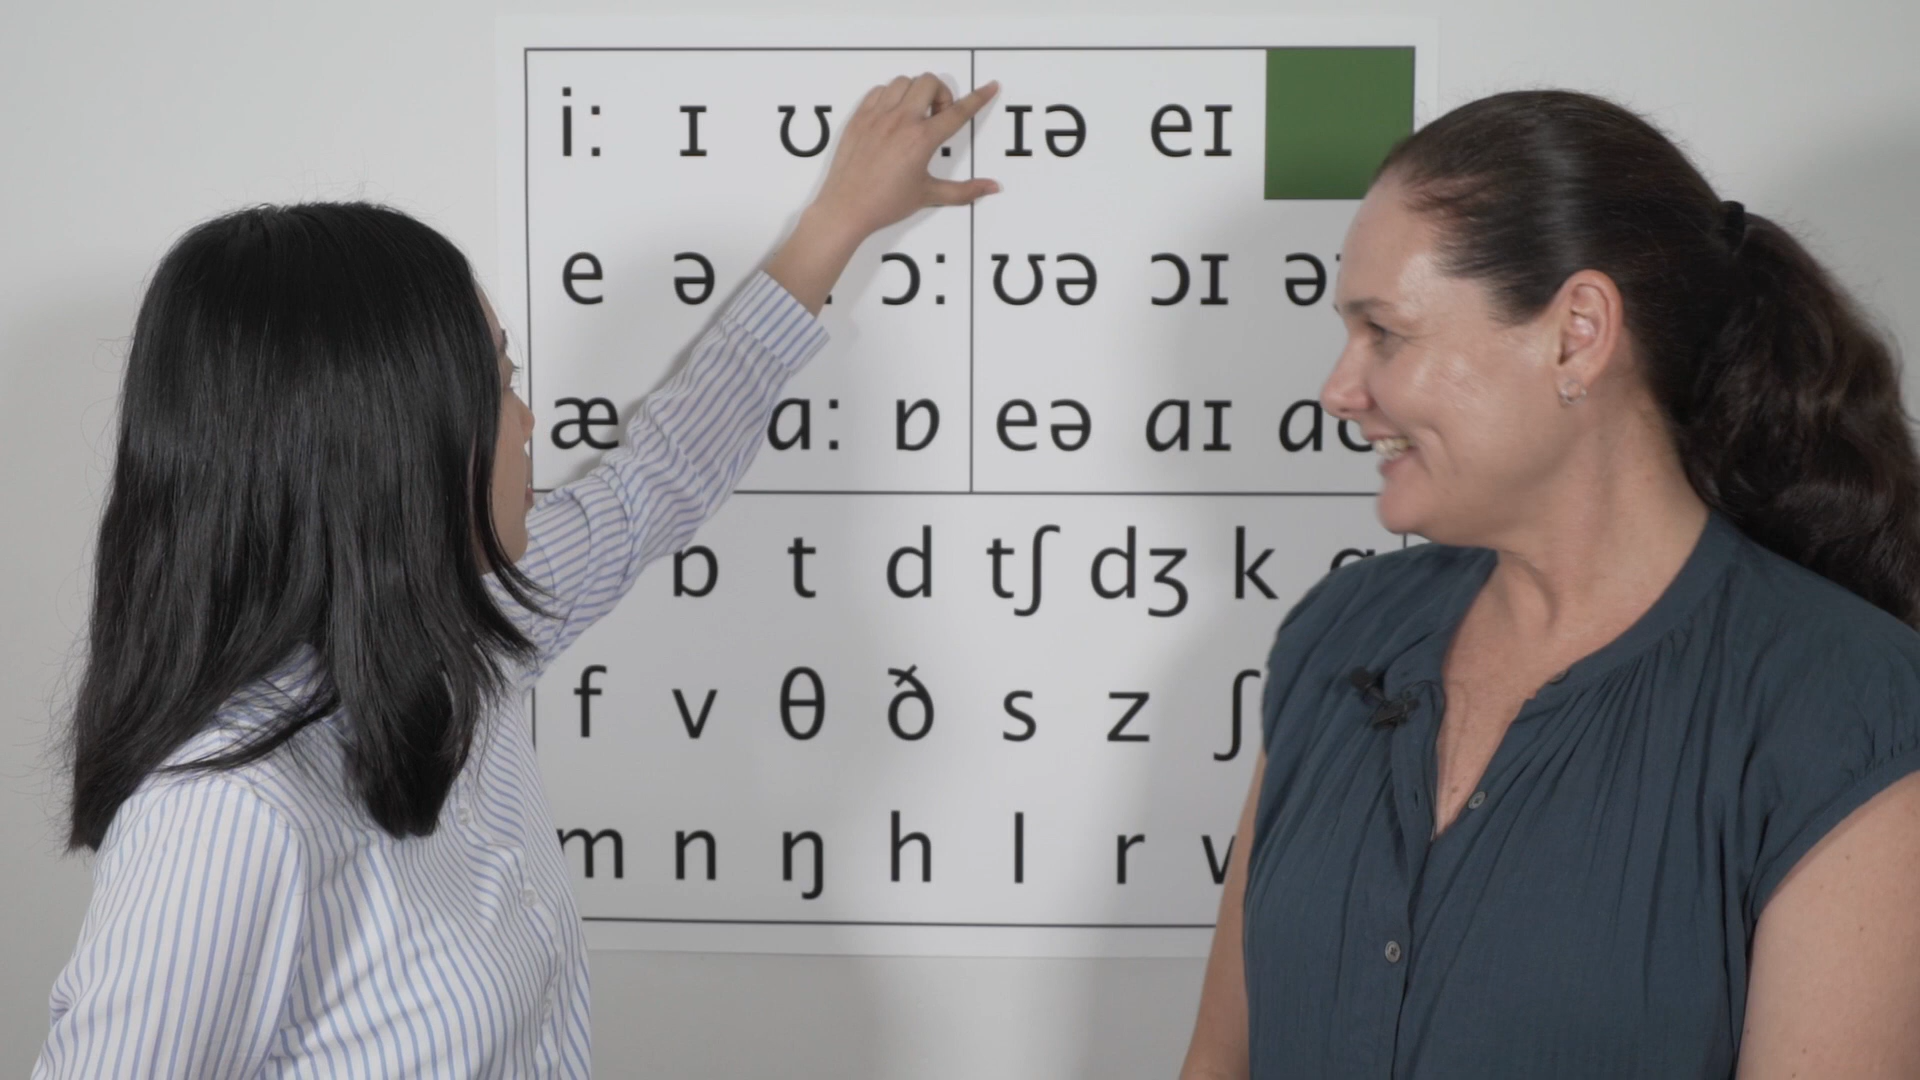 iː ɪ ʊ ɪə eɪ
e ə ɔː ʊə ɔɪ ə
æ ɑː ɒ eə aɪ
b t d tʃ dʒ k
f v θ ð s z ʃ
m n ŋ h l r